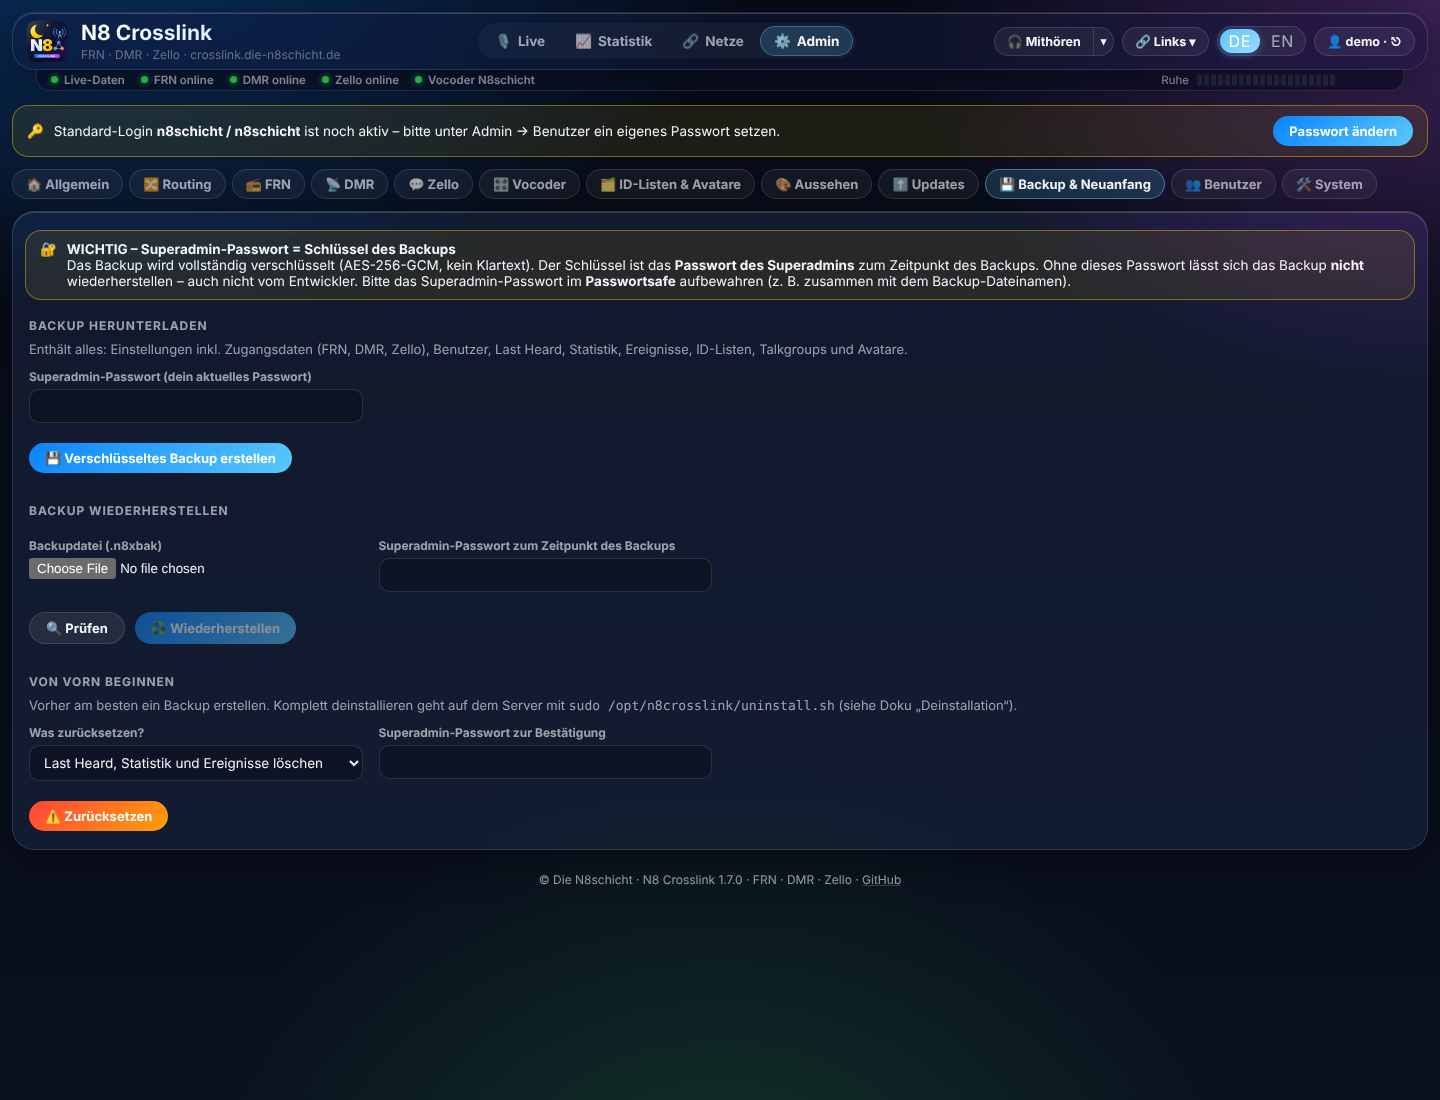 N8 Crosslink
FRN · DMR · Zello · crosslink.die-n8schicht.de
Live
Statistik
Netze
Admin
Mithören ▾
Links ▾
DE EN
demo ·
Live-Daten
FRN online
DMR online
Zello online
Vocoder N8schicht
Ruhe
Standard-Login n8schicht / n8schicht ist noch aktiv – bitte unter Admin → Benutzer ein eigenes Passwort setzen.
Passwort ändern
Allgemein
Routing
FRN
DMR
Zello
Vocoder
ID-Listen & Avatare
Aussehen
Updates
Backup & Neuanfang
Benutzer
System
WICHTIG – Superadmin-Passwort = Schlüssel des Backups
Das Backup wird vollständig verschlüsselt (AES-256-GCM, kein Klartext). Der Schlüssel ist das Passwort des Superadmins zum Zeitpunkt des Backups. Ohne dieses Passwort lässt sich das Backup nicht
wiederherstellen – auch nicht vom Entwickler. Bitte das Superadmin-Passwort im Passwortsafe aufbewahren (z. B. zusammen mit dem Backup-Dateinamen).
BACKUP HERUNTERLADEN
Enthält alles: Einstellungen inkl. Zugangsdaten (FRN, DMR, Zello), Benutzer, Last Heard, Statistik, Ereignisse, ID-Listen, Talkgroups und Avatare.
Superadmin-Passwort (dein aktuelles Passwort)
Verschlüsseltes Backup erstellen
BACKUP WIEDERHERSTELLEN
Backupdatei (.n8xbak)
Superadmin-Passwort zum Zeitpunkt des Backups
Choose File No file chosen
Prüfen
Wiederherstellen
VON VORN BEGINNEN
Vorher am besten ein Backup erstellen. Komplett deinstallieren geht auf dem Server mit sudo /opt/n8crosslink/uninstall.sh (siehe Doku „Deinstallation“).
Was zurücksetzen?
Superadmin-Passwort zur Bestätigung
Last Heard, Statistik und Ereignisse löschen
Zurücksetzen
© Die N8schicht · N8 Crosslink 1.7.0 · FRN · DMR · Zello · GitHub